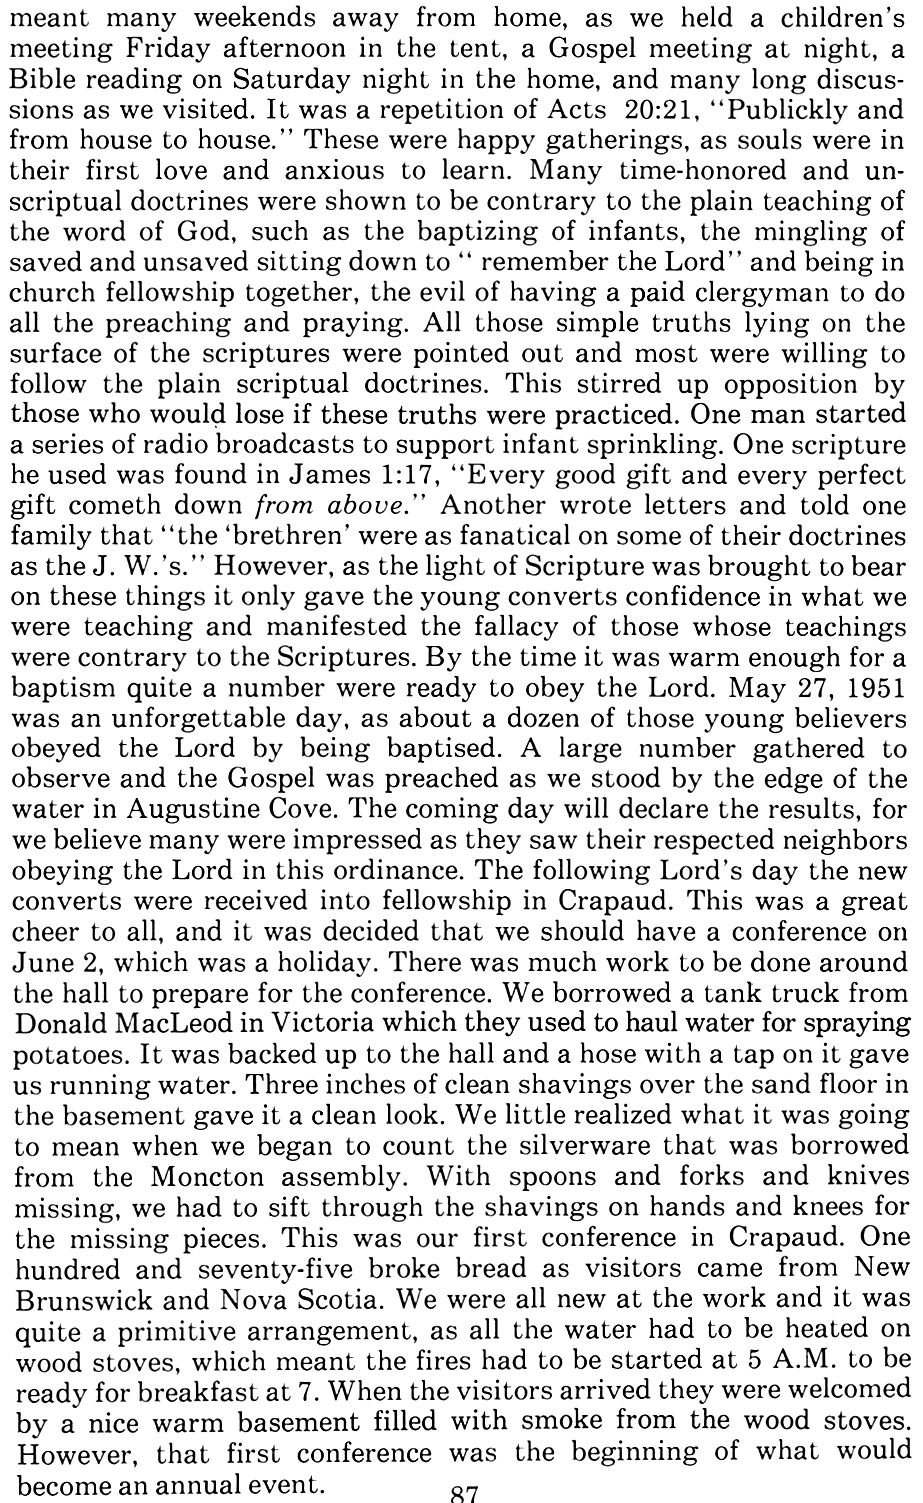 meant many weekends away from home, as we held a children's
meeting Friday afternoon in the tent, a Gospel meeting at night, a
Bible reading on Saturday night in the home, and many long discus-
sions as we visited. It was a repetition of Acts 20:21, "Publickly and
from house to house." These were happy gatherings, as souls were in
their first love and anxious to learn. Many time-honored and un-
scriptual doctrines were shown to be contrary to the plain teaching of
the word of God, such as the baptizing of infants, the mingling of
saved and unsaved sitting down to " remember the Lord" and being in
church fellowship together, the evil of having a paid clergyman to do
all the preaching and praying. All those simple truths lying on the
surface of the scriptures were pointed out and most were willing to
follow the plain scriptual doctrines. This stirred up opposition by
those who would lose if these truths were practiced. One man started
a series of radio broadcasts to support infant sprinkling. One scripture
he used was found in James 1:17, "Every good gift and every perfect
gift cometh down from above." Another wrote letters and told one
family that "the 'brethren' were as fanatical on some of their doctrines
as the J. W.'s." However, as the light of Scripture was brought to bear
on these things it only gave the young converts confidence in what we
were teaching and manifested the fallacy of those whose teachings
were contrary to the Scriptures. By the time it was warm enough for a
baptism quite a number were ready to obey the Lord. May 27, 1951
was an unforgettable day, as about a dozen of those young believers
obeyed the Lord by being baptised. A large number gathered to
observe and the Gospel was preached as we stood by the edge of the
water in Augustine Cove. The coming day will declare the results, for
we believe many were impressed as they saw their respected neighbors
obeying the Lord in this ordinance. The following Lord's day the new
converts were received into fellowship in Crapaud. This was a great
cheer to all, and it was decided that we should have a conference on
June 2, which was a holiday. There was much work to be done around
the hall to prepare for the conference. We borrowed a tank truck from
Donald MacLeod in Victoria which they used to haul water for spraying
potatoes. It was backed up to the hall and a hose with a tap on it gave
us running water. Three inches of clean shavings over the sand floor in
the basement gave it a clean look. We little realized what it was going
to mean when we began to count the silverware that was borrowed
from the Moncton assembly. With spoons and forks and knives
missing, we had to sift through the shavings on hands and knees for
the missing pieces. This was our first conference in Crapaud. One
hundred and seventy-five broke bread as visitors came from New
Brunswick and Nova Scotia. We were all new at the work and it was
quite a primitive arrangement, as all the water had to be heated on
wood stoves, which meant the fires had to be started at 5 A.M. to be
ready for breakfast at 7. When the visitors arrived they were welcomed
by a nice warm basement filled with smoke from the wood stoves.
However, that first conference was the beginning of what would
become an annual event.
87